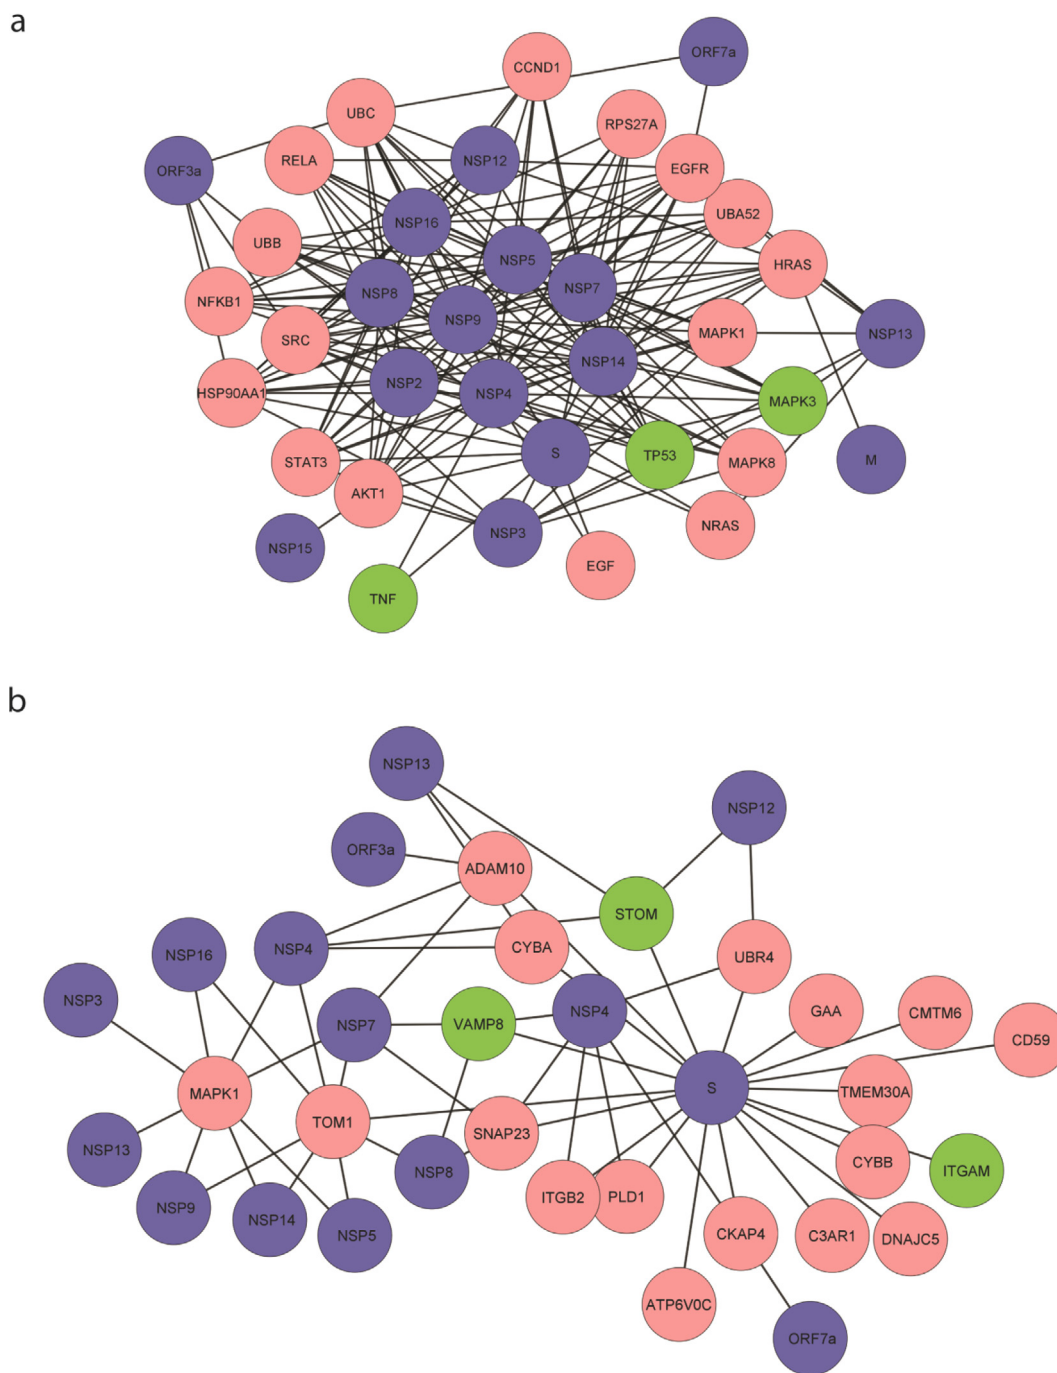 a
ORF7a
CCND1
UBC
RPS27A
RELA
NSP12
ORF3a
EGFR
UBA52
NSP16
UBB
NSP5
HRAS
NSP8
NSP7
NFKB1
NSP9
SRC
MAPK1
NSP13
NSP14
NSP2
HSP90AA1
NSP4
MAPK3
S
TP53
M
STAT3
MAPK8
AKT1
NRAS
NSP3
NSP15
EGF
TNF
b
NSP13
NSP12
ORF3a
ADAM10
STOM
NSP16
NSP4
CYBA
UBR4
NSP3
NSP7
VAMP8
NSP4
GAA
CMTM6
CD59
MAPK1
S
TMEM30A
TOM1
SNAP23
NSP13
CYBB
NSP8
ITGAM
NSP9
ITGB2
PLD1
NSP14
NSP5
CKAP4
C3AR1
DNAJC5
ATP6V0C
ORF7a